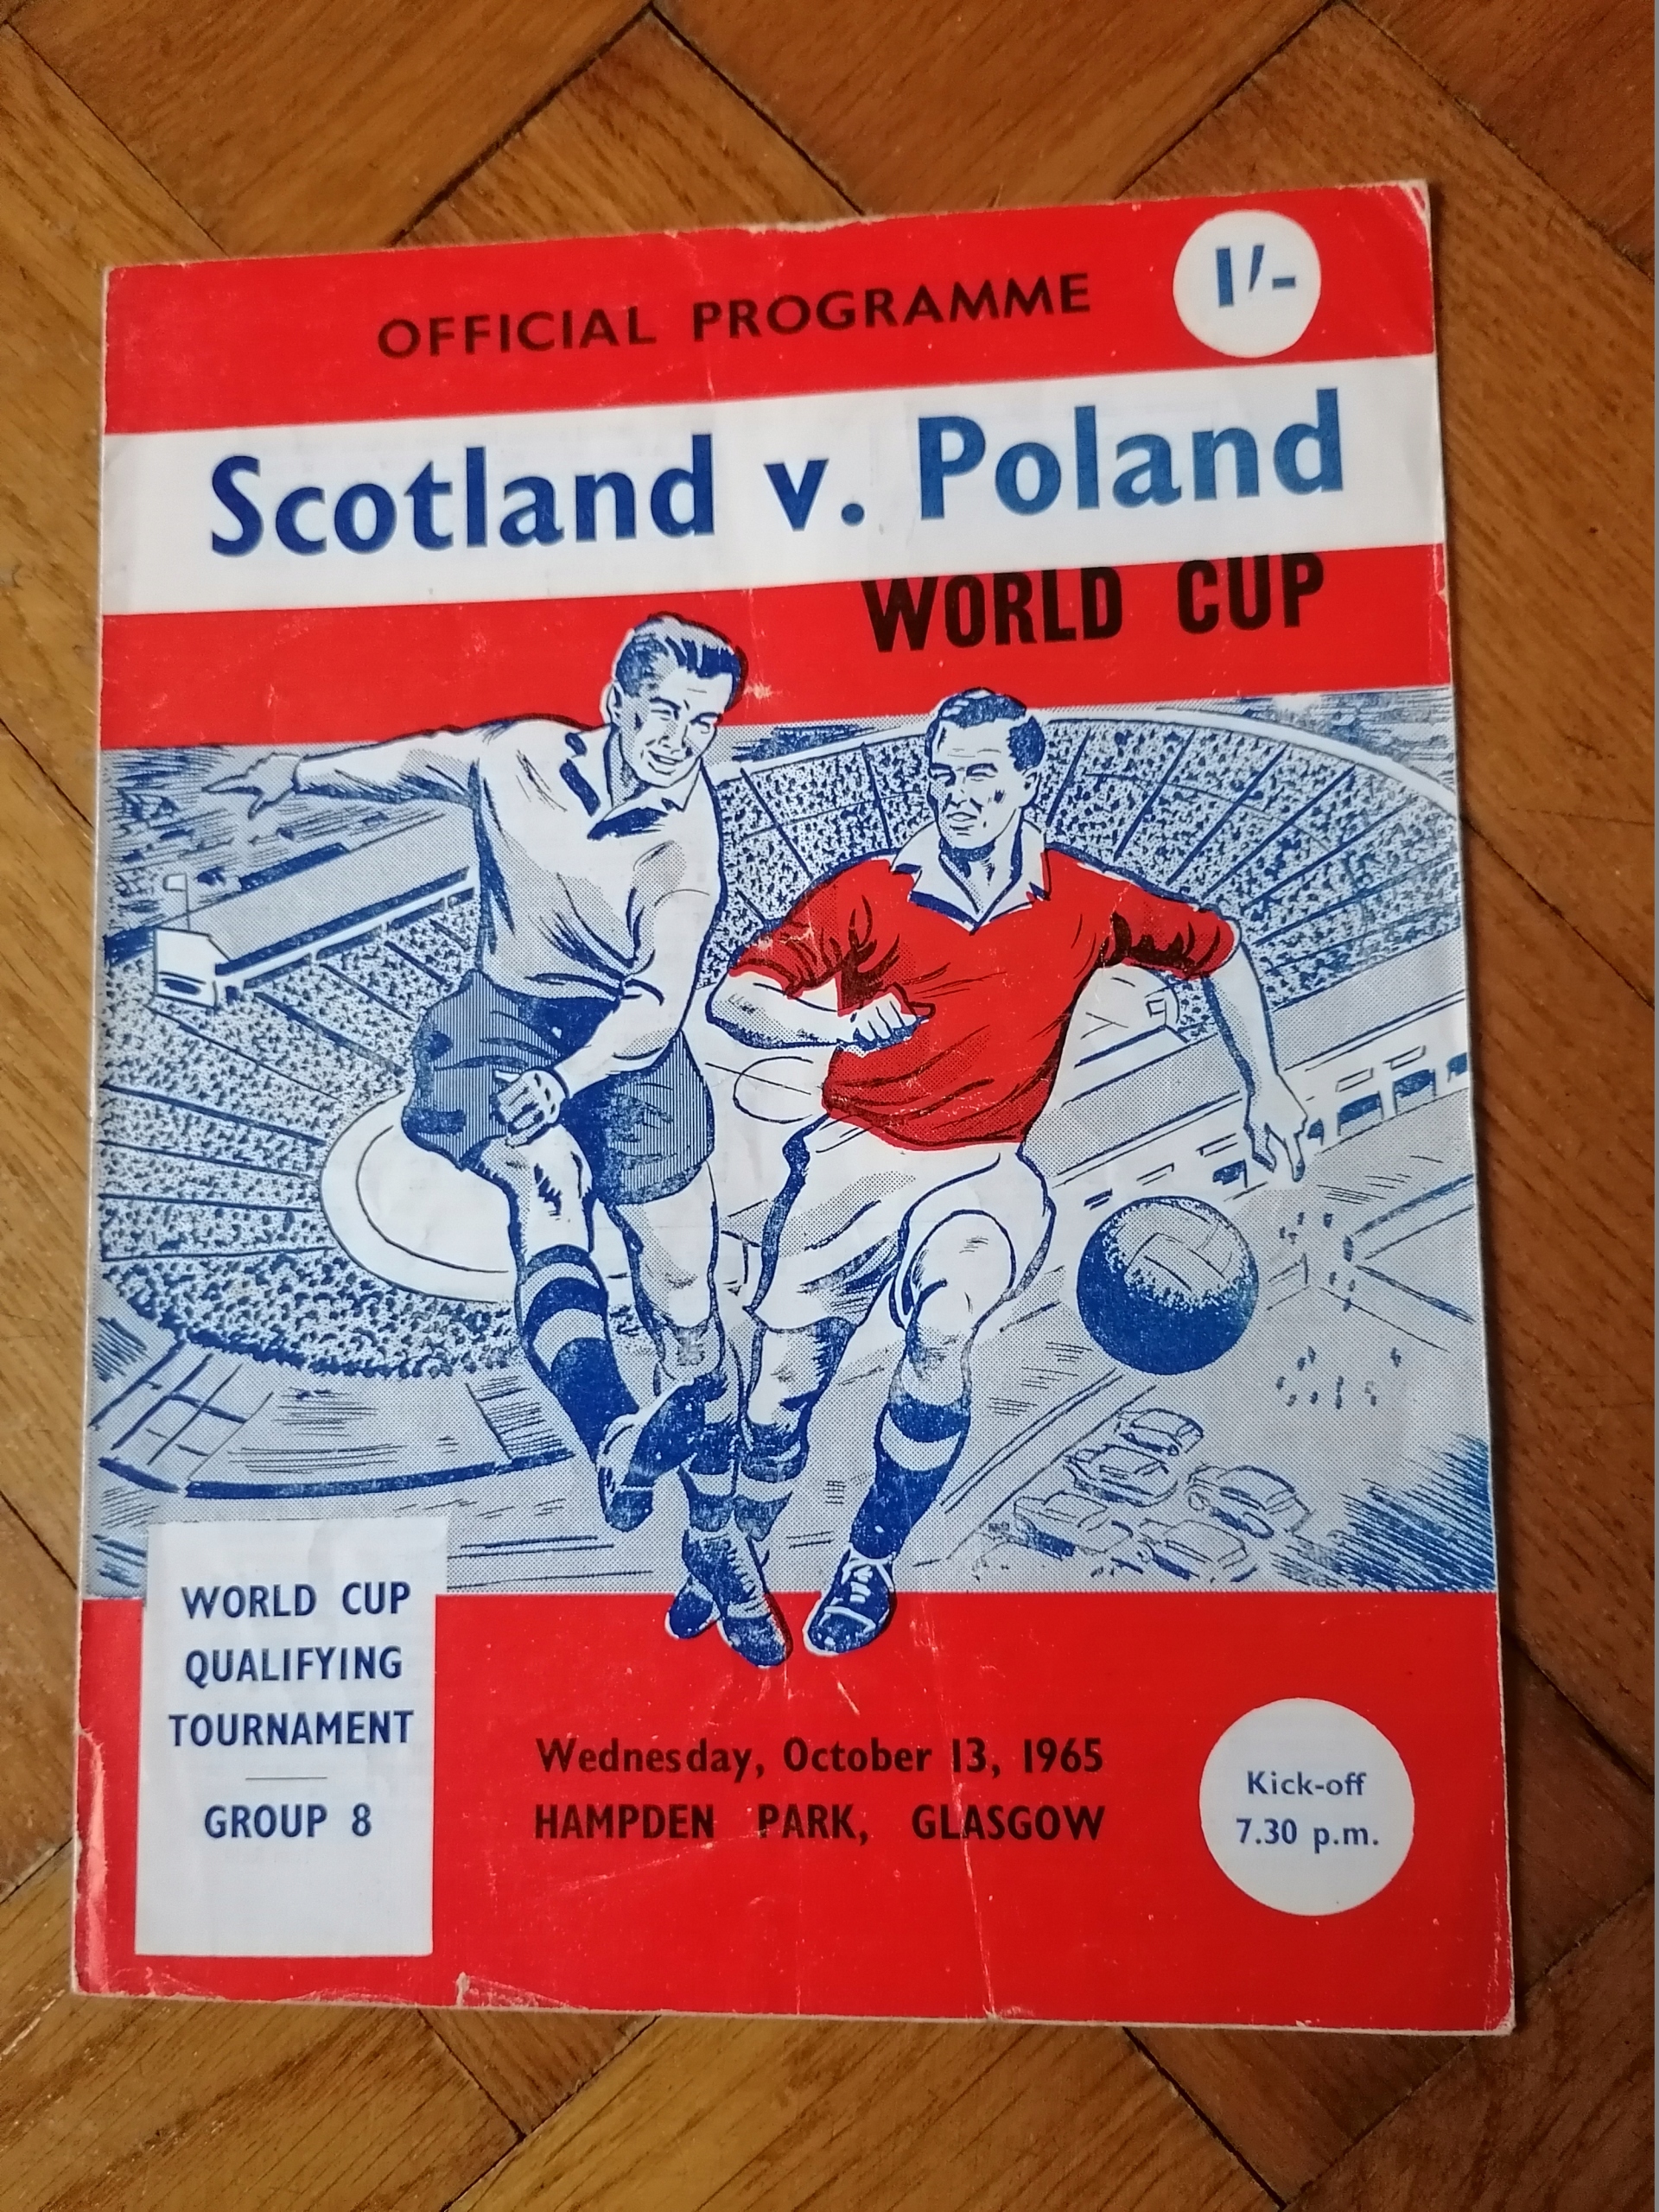 OFFICIAL PROGRAMME
1/-
Scotland v. Poland
WORLD CUP
WORLD CUP
QUALIFYING
TOURNAMENT
GROUP 8
Wednesday, October 13, 1965
HAMPDEN PARK, GLASGOW
Kick-off
7.30 p.m.